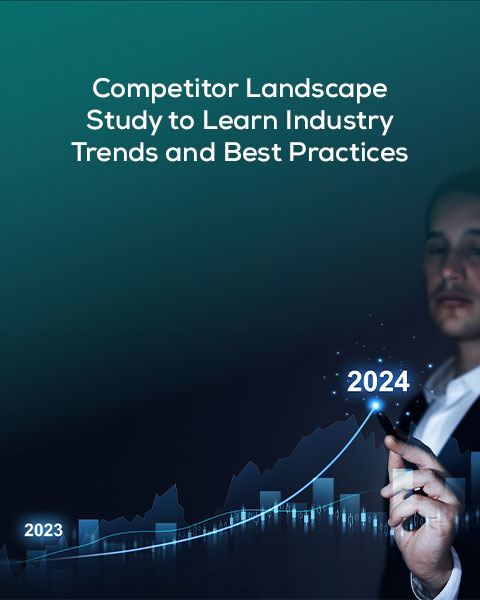 Competitor Landscape
Study to Learn Industry
Trends and Best Practices
2024
2023